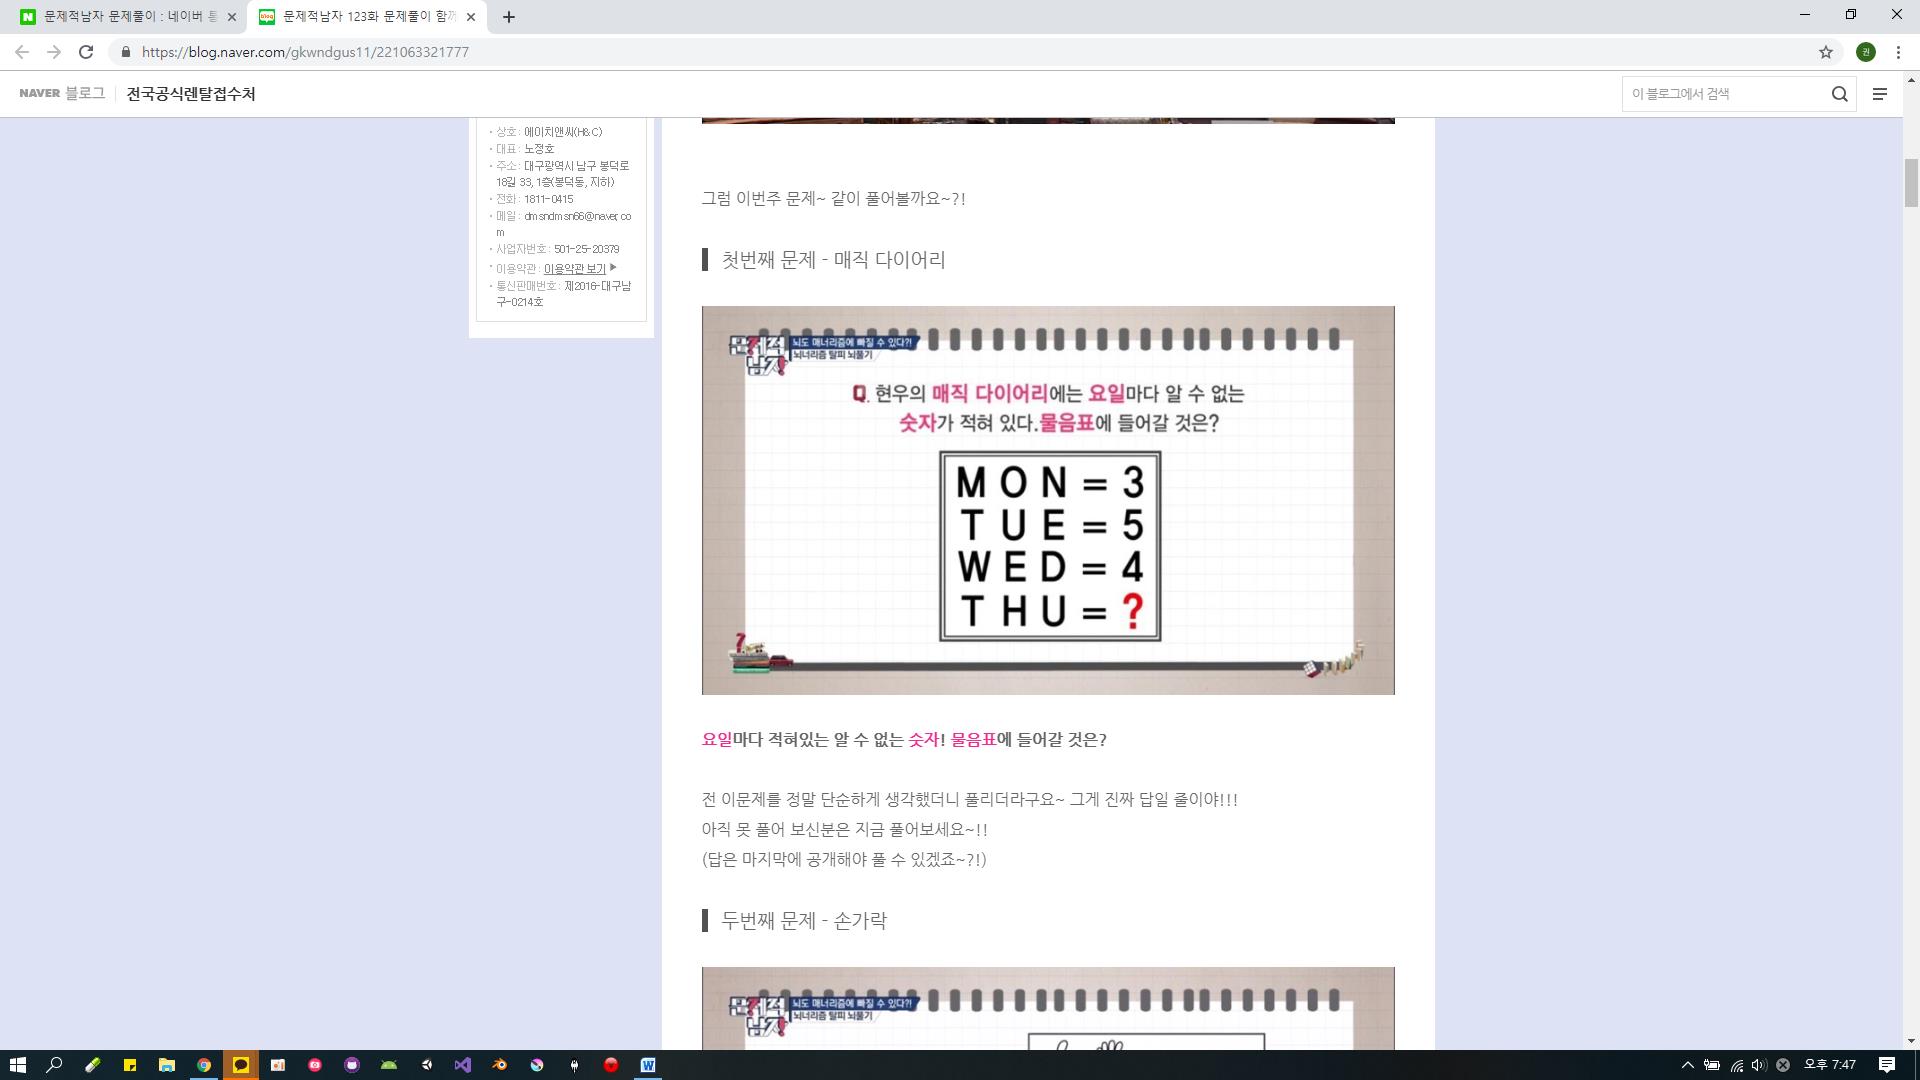 문제적남자 문제풀이 : 네이버 통
문제적남자 123화 문제풀이 함께
https://blog.naver.com/gkwndgus11/221063321777
권
NAVER 블로그
전국공식렌탈접수처
이 블로그에서 검색
· 상호 : 에이치앤씨(H&C)
· 대표 : 노정호
· 주소 : 대구광역시 남구 봉덕로
18길 33, 1층(봉덕동, 지하)
· 전화 : 1811-0415
· 메일 : dmsndmsn66@naver.co
m
· 사업자번호 : 501-25-20379
· 이용약관 : 이용약관 보기
· 통신판매번호 : 제2016-대구남
구-0214호
그럼 이번주 문제~ 같이 풀어볼까요~?!
첫번째 문제 - 매직 다이어리
문제적
남자!
뇌도 매너리즘에 빠질 수 있다?!
뇌너리즘 탈피 뇌풀기
Q. 현우의 매직 다이어리에는 요일마다 알 수 없는
숫자가 적혀 있다.물음표에 들어갈 것은?
MON = 3
TUE = 5
WED = 4
THU = ?
7
요일마다 적혀있는 알 수 없는 숫자! 물음표에 들어갈 것은?
전 이문제를 정말 단순하게 생각했더니 풀리더라구요~ 그게 진짜 답일 줄이야!!!
아직 못 풀어 보신분은 지금 풀어보세요~!!
(답은 마지막에 공개해야 풀 수 있겠죠~?!)
두번째 문제 - 손가락
문제적
남자!
뇌도 매너리즘에 빠질 수 있다?!
뇌너리즘 탈피 뇌풀기
오후 7:47